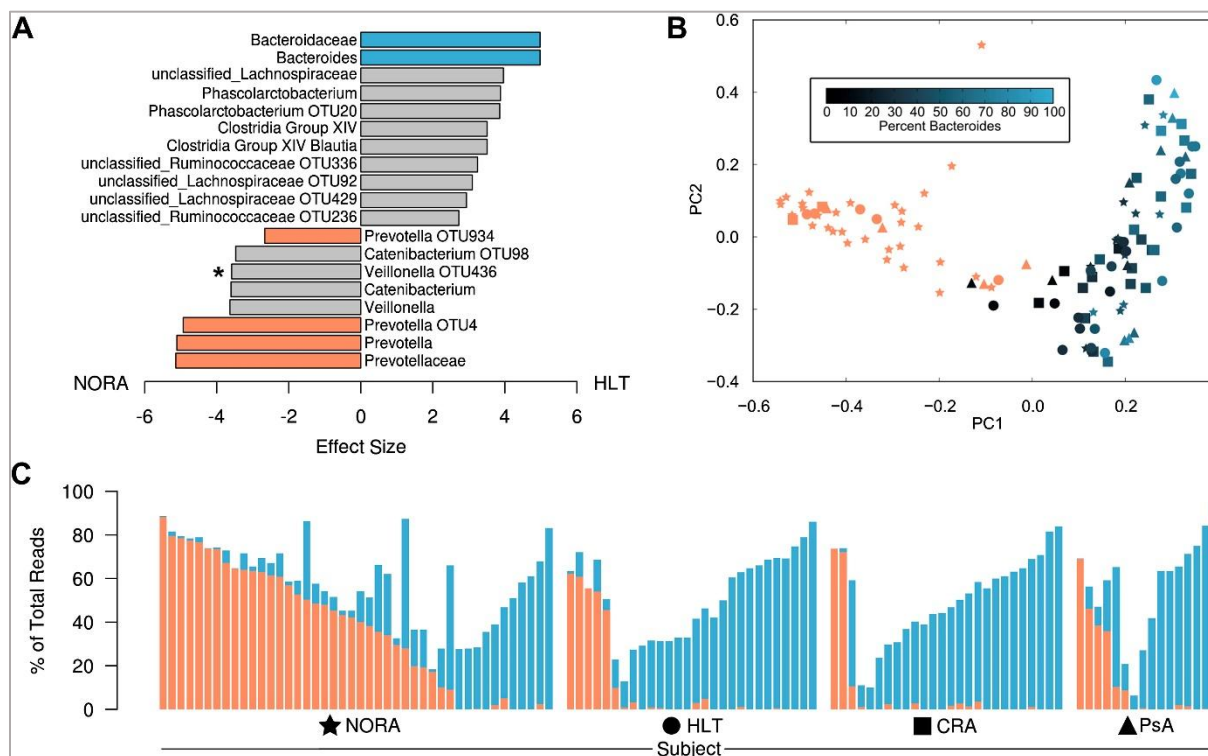 A
Bacteroidaceae
Bacteroides
unclassified_Lachnospiraceae
Phascolarctobacterium
Phascolarctobacterium OTU20
Clostridia Group XIV
Clostridia Group XIV Blautia
unclassified_Ruminococcaceae OTU336
unclassified_Lachnospiraceae OTU92
unclassified_Lachnospiraceae OTU429
unclassified_Ruminococcaceae OTU236
Prevotella OTU934
Catenibacterium OTU98
* Veillonella OTU436
Catenibacterium
Veillonella
Prevotella OTU4
Prevotella
Prevotellaceae
NORA HLT
-6 -4 -2 0 2 4 6
Effect Size
B
0.6
0.4
0.2
0.0
−0.2
−0.4
PC2
0 10 20 30 40 50 60 70 80 90 100
Percent Bacteroides
−0.6 −0.4 −0.2 0.0 0.2
PC1
C
100
80
60
40
20
0
% of Total Reads
NORA HLT CRA PsA
Subject